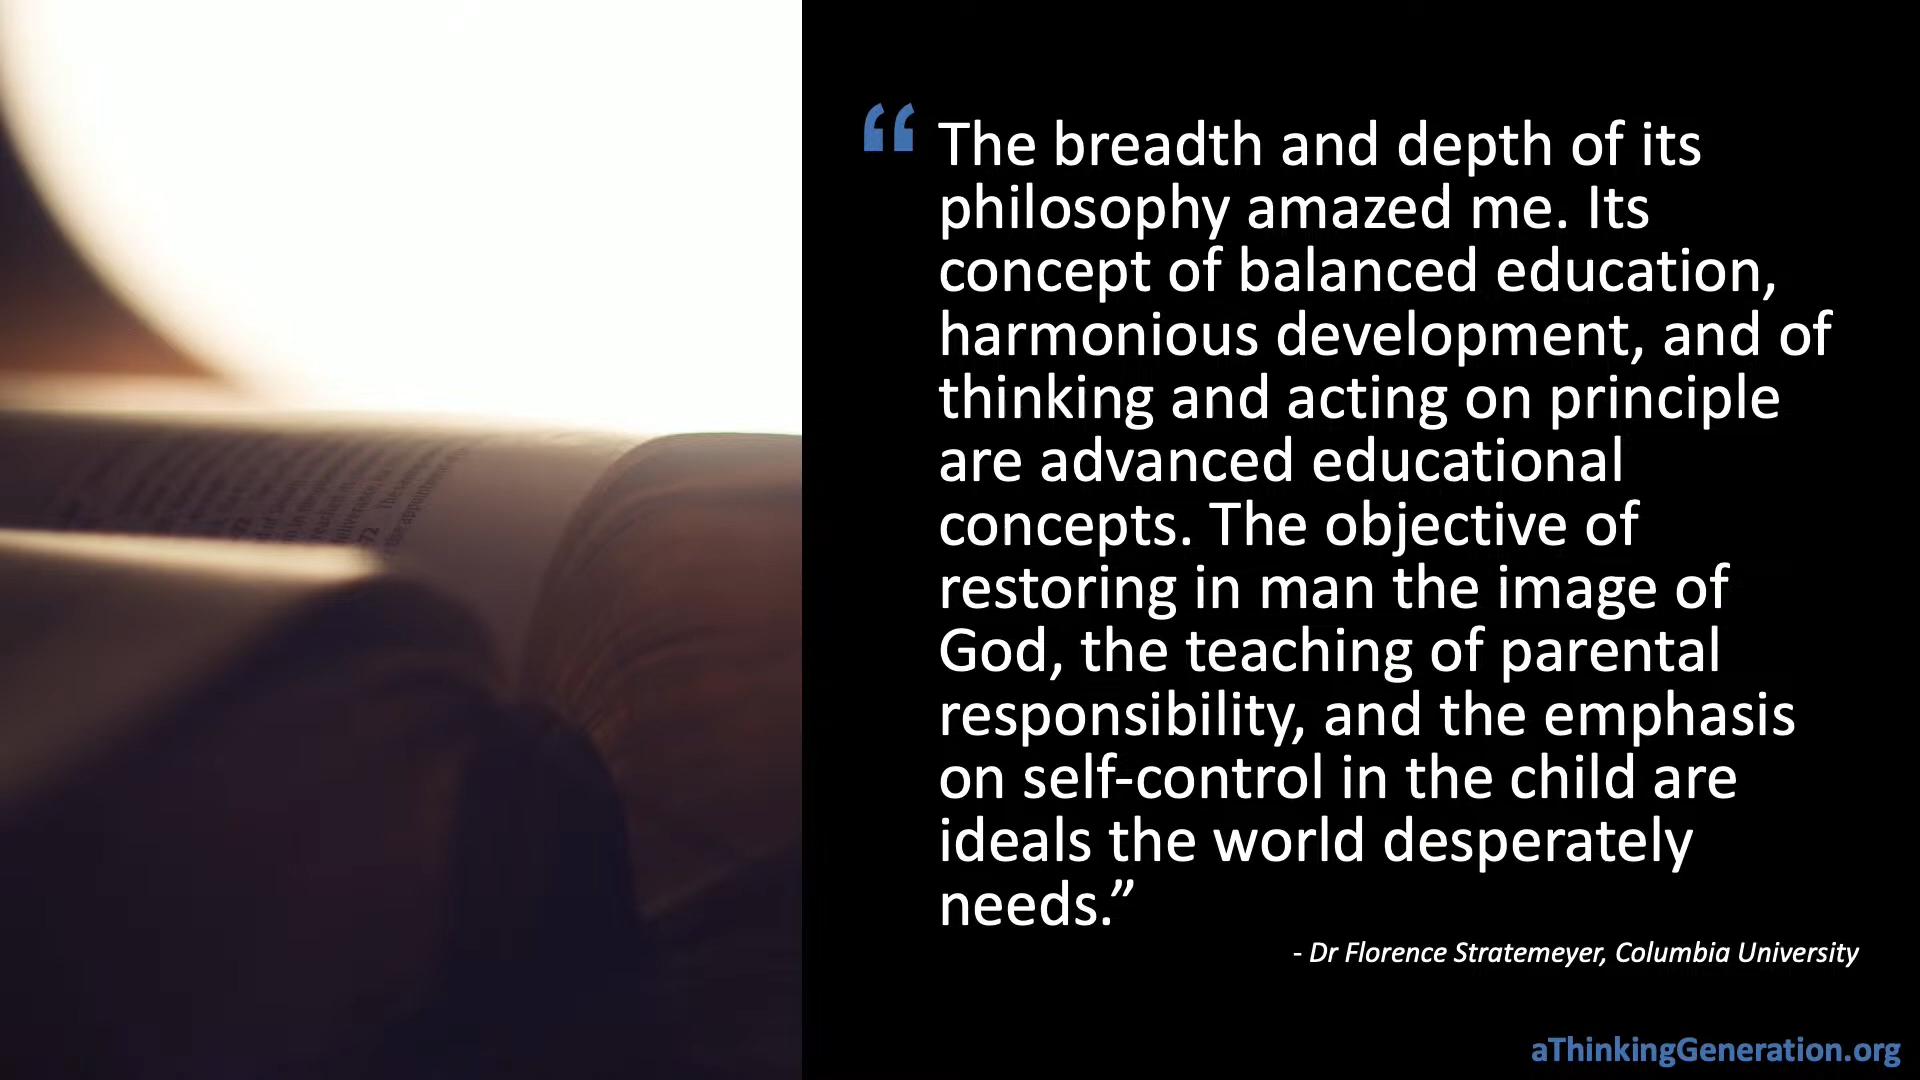 “ The breadth and depth of its
philosophy amazed me. Its
concept of balanced education,
harmonious development, and of
thinking and acting on principle
are advanced educational
concepts. The objective of
restoring in man the image of
God, the teaching of parental
responsibility, and the emphasis
on self-control in the child are
ideals the world desperately
needs.”
- Dr Florence Stratemeyer, Columbia University
aThinkingGeneration.org